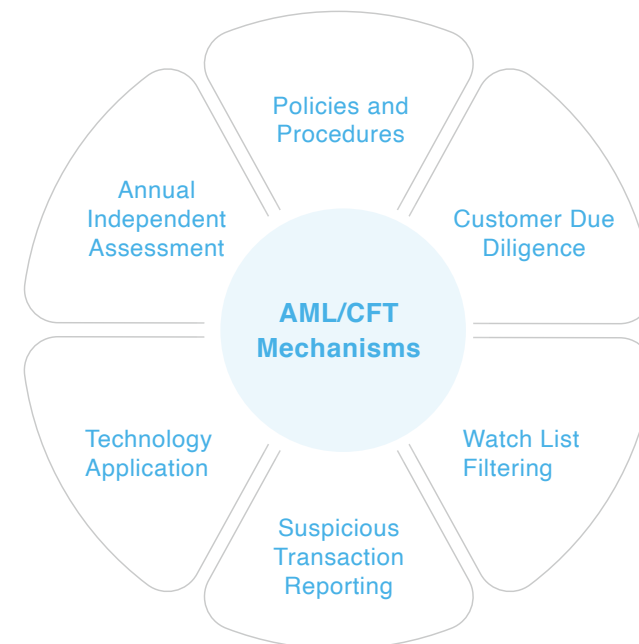 Policies and
Procedures
Annual
Independent
Assessment
Customer Due
Diligence
AML/CFT
Mechanisms
Technology
Application
Watch List
Filtering
Suspicious
Transaction
Reporting